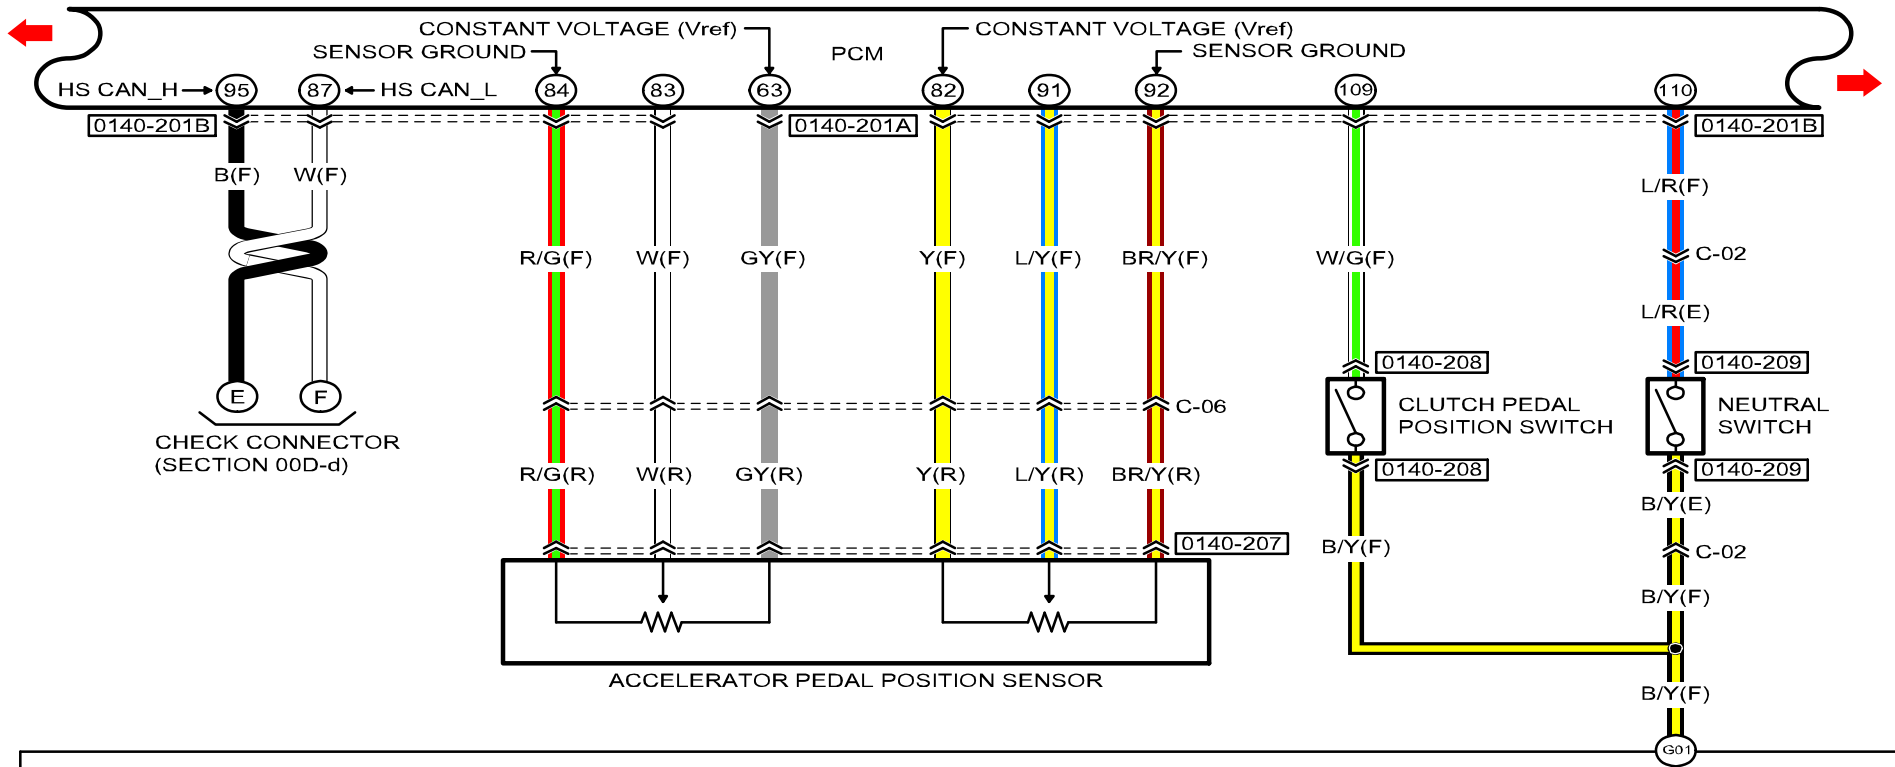 CONSTANT VOLTAGE (Vref)
CONSTANT VOLTAGE (Vref)
SENSOR GROUND
PCM
SENSOR GROUND
HS CAN_H
95
87
HS CAN_L
84
83
63
82
91
92
109
110
0140-201B
0140-201A
0140-201B
B(F)
W(F)
L/R(F)
R/G(F)
W(F)
GY(F)
Y(F)
L/Y(F)
BR/Y(F)
W/G(F)
C-02
L/R(E)
0140-208
0140-209
E
F
C-06
CLUTCH PEDAL
POSITION SWITCH
NEUTRAL
SWITCH
CHECK CONNECTOR
(SECTION 00D-d)
R/G(R)
W(R)
GY(R)
Y(R)
L/Y(R)
BR/Y(R)
0140-208
0140-209
B/Y(E)
0140-207
B/Y(F)
C-02
B/Y(F)
ACCELERATOR PEDAL POSITION SENSOR
B/Y(F)
G01